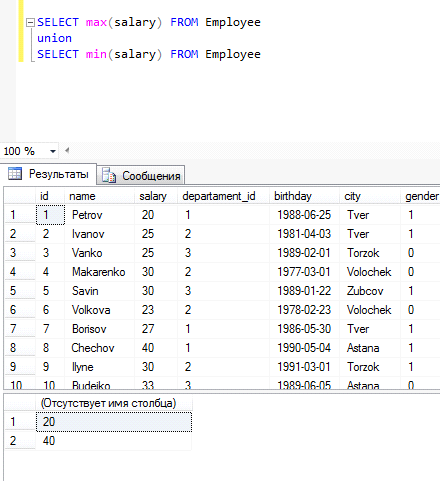 SELECT max(salary) FROM Employee
union
SELECT min(salary) FROM Employee
100 %
Результаты Сообщения
id name salary departament_id birthday city gender
1 1 Petrov 20 1 1988-06-25 Tver 1
2 2 Ivanov 25 2 1981-04-03 Tver 1
3 3 Vanko 25 3 1989-02-01 Torzok 0
4 4 Makarenko 30 2 1977-03-01 Volochek 0
5 5 Savin 30 3 1989-01-22 Zubcov 1
6 6 Volkova 23 2 1978-02-23 Volochek 0
7 7 Borisov 27 1 1986-05-30 Tver 1
8 8 Chechov 40 1 1990-05-04 Astana 1
9 9 Ilyne 30 2 1991-03-01 Torzok 1
10 10 Budejko 33 3 1989-06-05 Astana 0
(Отсутствует имя столбца)
1 20
2 40